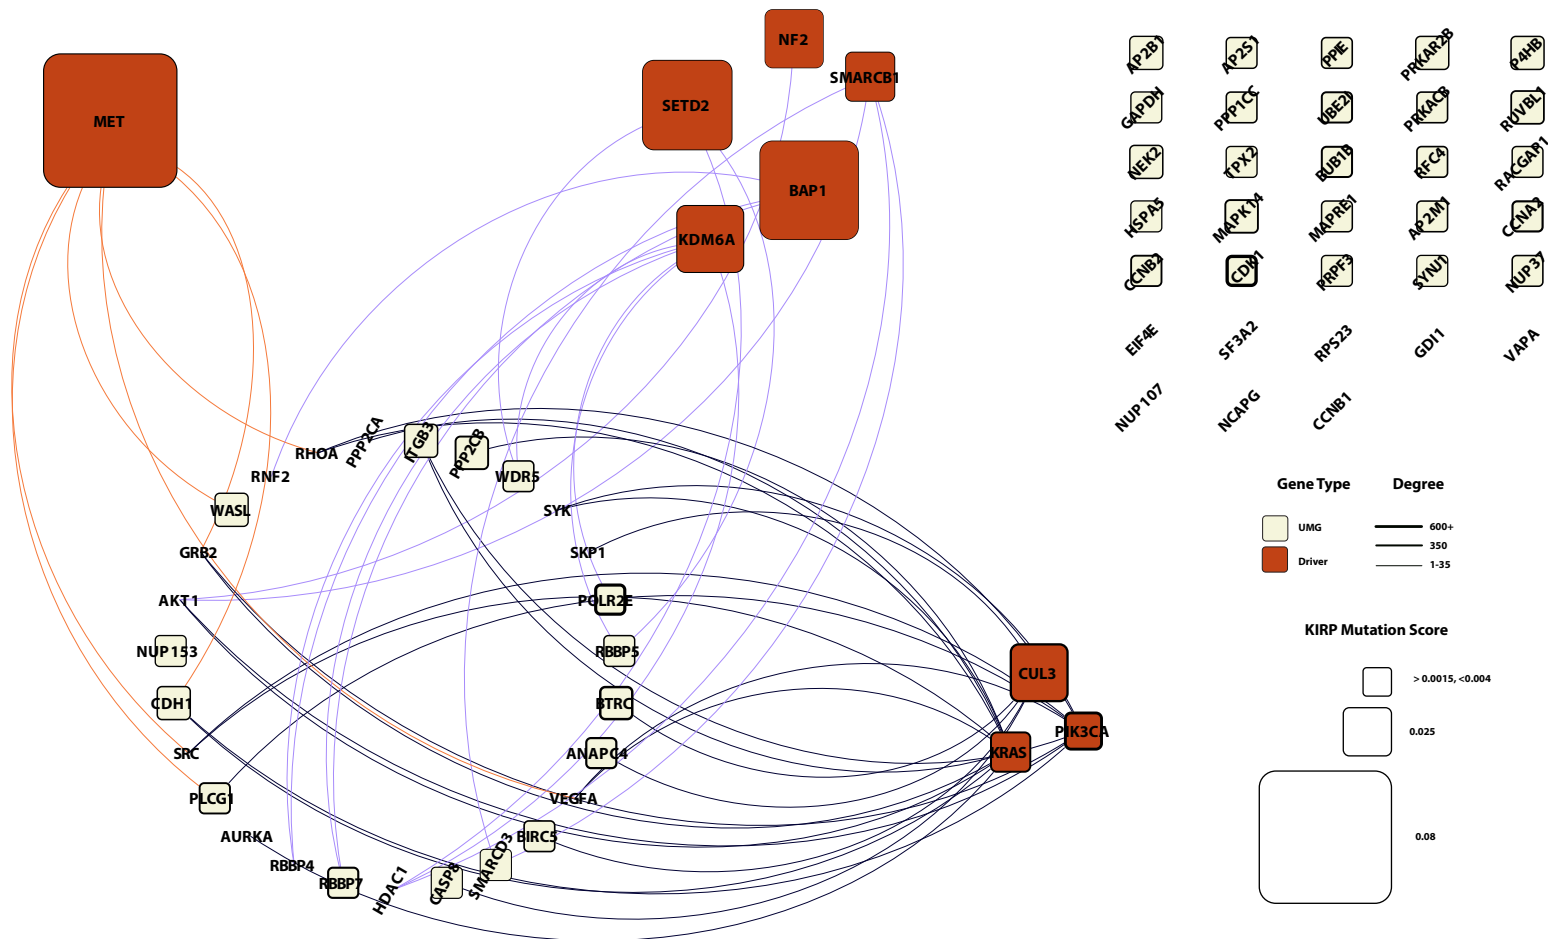 NF2
SMARCB1
SETD2
MET
BAP1
KDM6A
AP2B1
AP2S1
PPIE
PRKAR2B
P4HB
GAPDH
PPP1CC
UBE2I
PRKACB
RUVBL1
NEK2
TPX2
BUB1B
RFC4
RACGAP1
HSPA5
MAPK14
MAPRE1
AP2M1
CCNA2
CCNB2
CDK1
PRPF3
SYNJ1
NUP37
EIF4E
SF3A2
RPS23
GDI1
VAPA
NUP107
NCAPG
CCNB1
RHOA
PPP2CA
ITGB3
PPP2CB
RNF2
WDR5
WASL
SYK
GRB2
SKP1
AKT1
POLR2E
NUP153
RBBP5
CDH1
BTRC
SRC
ANAPC4
PLCG1
VEGFA
AURKA
BIRC5
RBBP4
RBBP7
HDAC1
CASP8
SMARCD3
CUL3
PIK3CA
KRAS
Gene Type
Degree
UMG
Driver
600+
350
1-35
KIRP Mutation Score
> 0.0015, <0.004
0.025
0.08